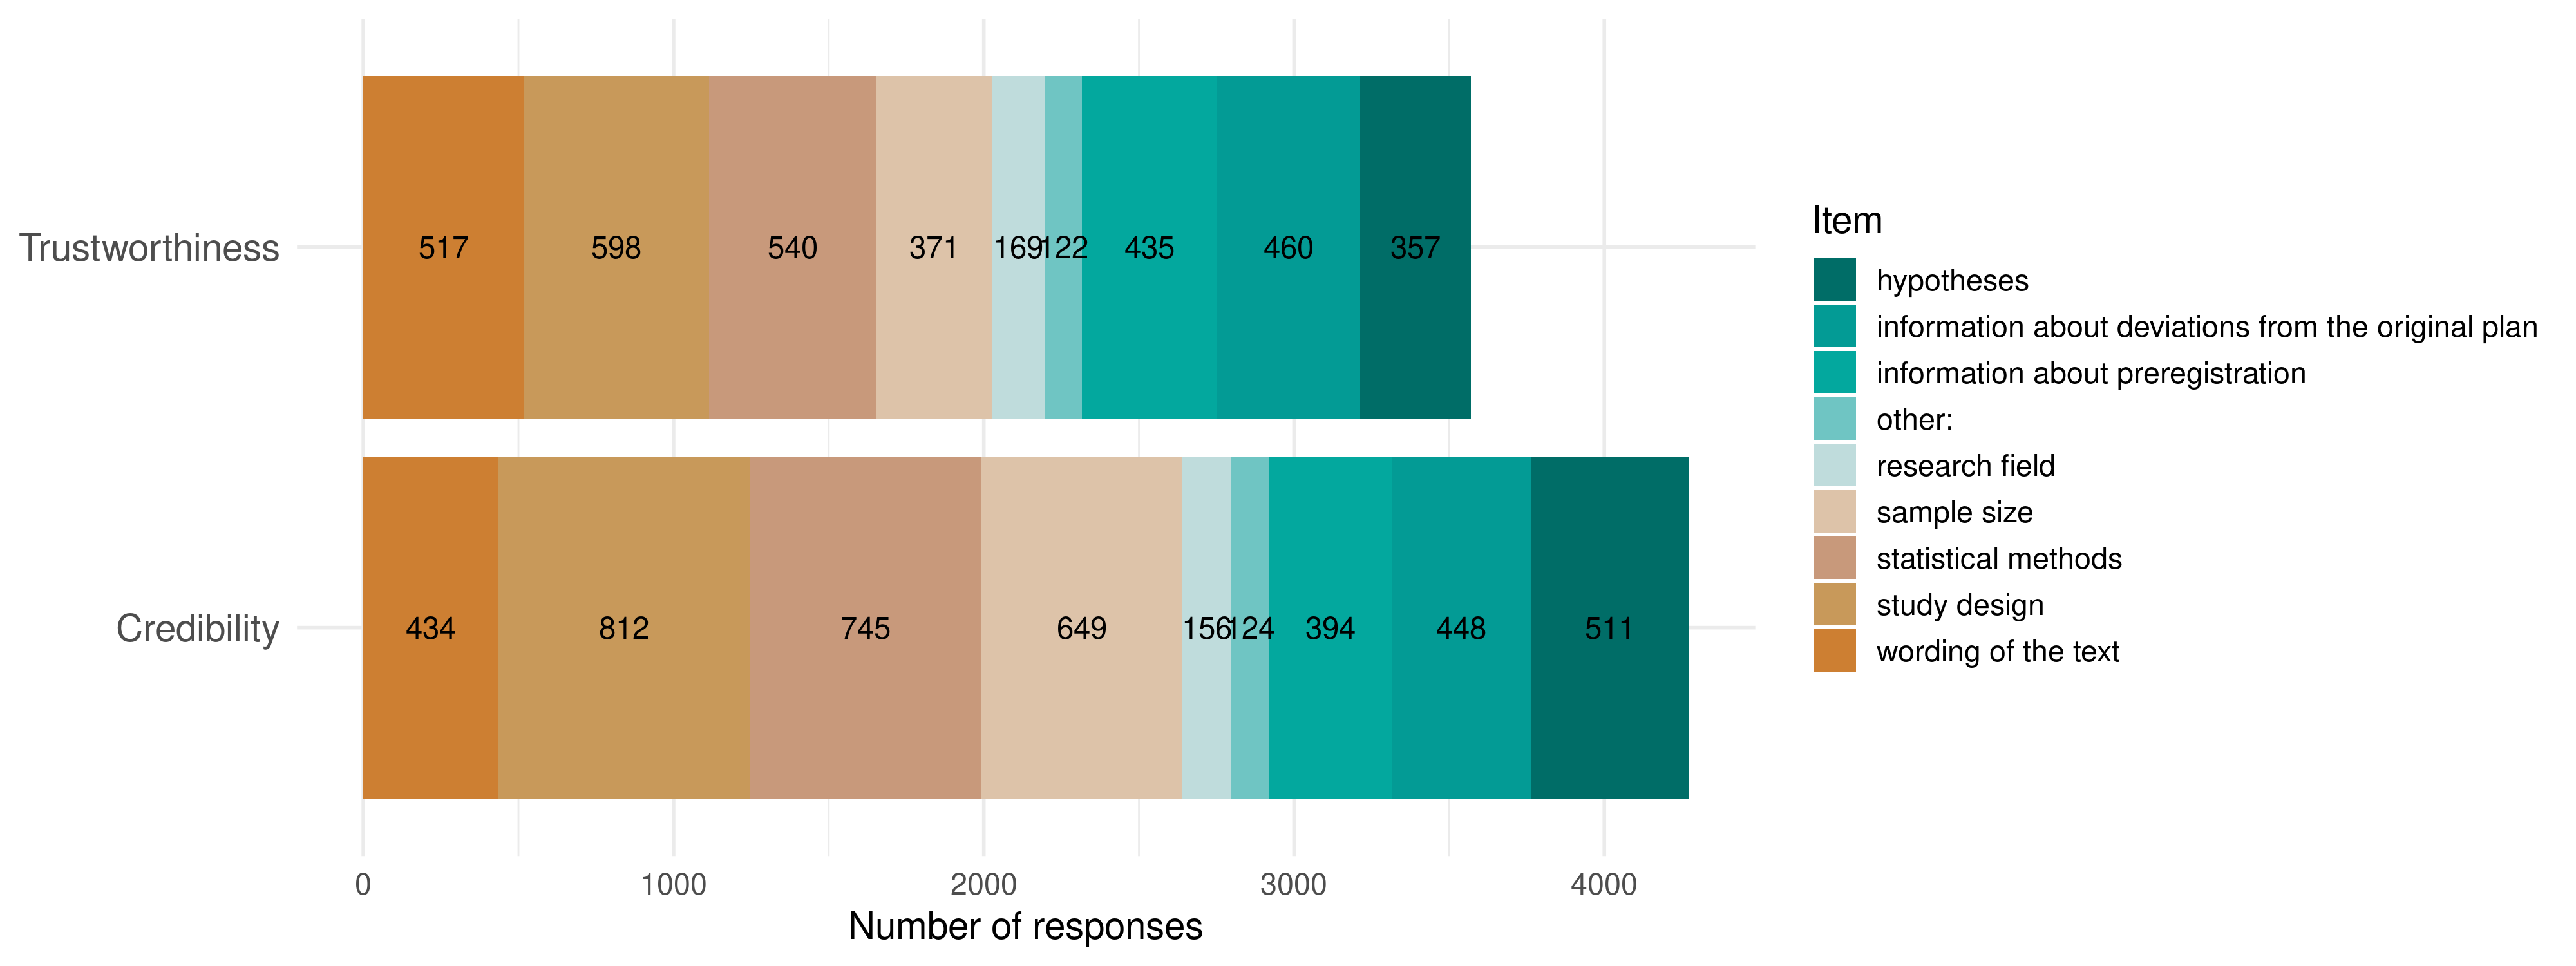 Trustworthiness
517 598 540 371 169 122 435 460 357
Credibility
434 812 745 649 156 124 394 448 511
0 1000 2000 3000 4000
Number of responses
Item
hypotheses
information about deviations from the original plan
information about preregistration
other:
research field
sample size
statistical methods
study design
wording of the text